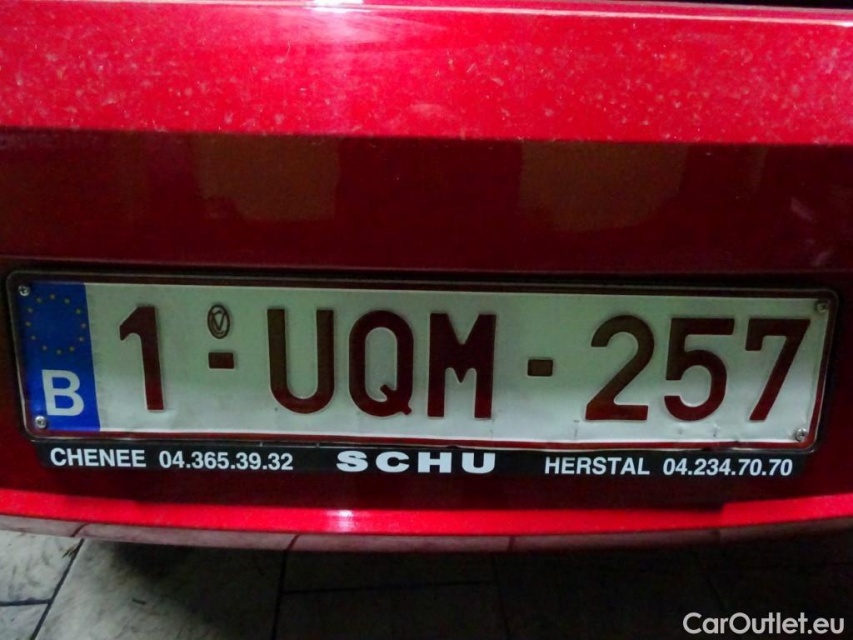 B 1-UQM-257
CHENEE 04.365.39.32 SCHU HERSTAL 04.234.70.70
CarOutlet.eu